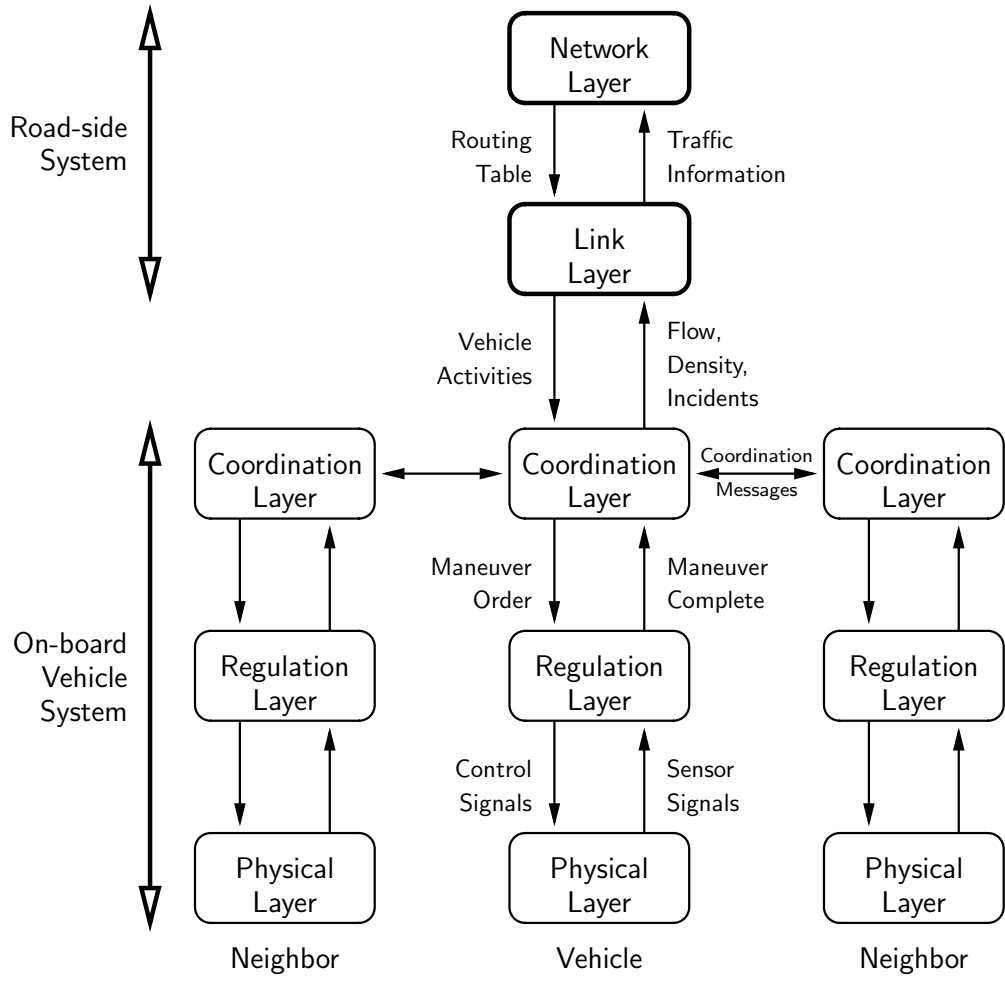 Network
Layer
Road-side
System
Routing
Table
Traffic
Information
Link
Layer
Vehicle
Activities
Flow,
Density,
Incidents
Coordination
Layer
Coordination
Layer
Coordination
Messages
Coordination
Layer
Maneuver
Order
Maneuver
Complete
On-board
Vehicle
System
Regulation
Layer
Regulation
Layer
Regulation
Layer
Control
Signals
Sensor
Signals
Physical
Layer
Physical
Layer
Physical
Layer
Neighbor
Vehicle
Neighbor